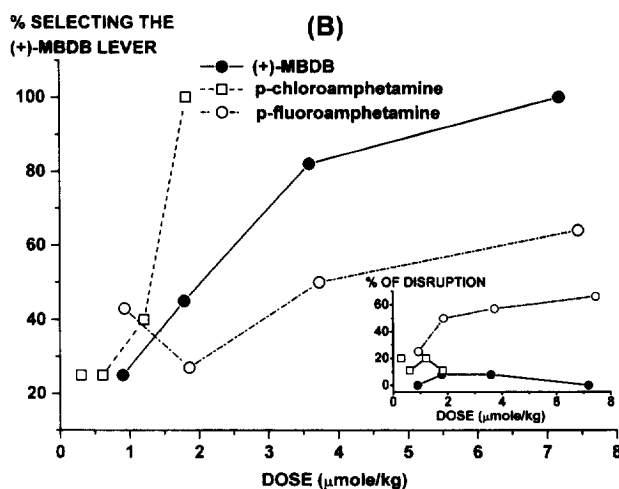 % SELECTING THE
(+)-MBDB LEVER
(B)
(+)-MBDB
p-chloroamphetamine
p-fluoroamphetamine
100
80
60
40
20
0 1 2 3 4 5 6 7 8
DOSE (μmole/kg)
% OF DISRUPTION
60
40
20
0
0 2 4 6 8
DOSE (μmole/kg)